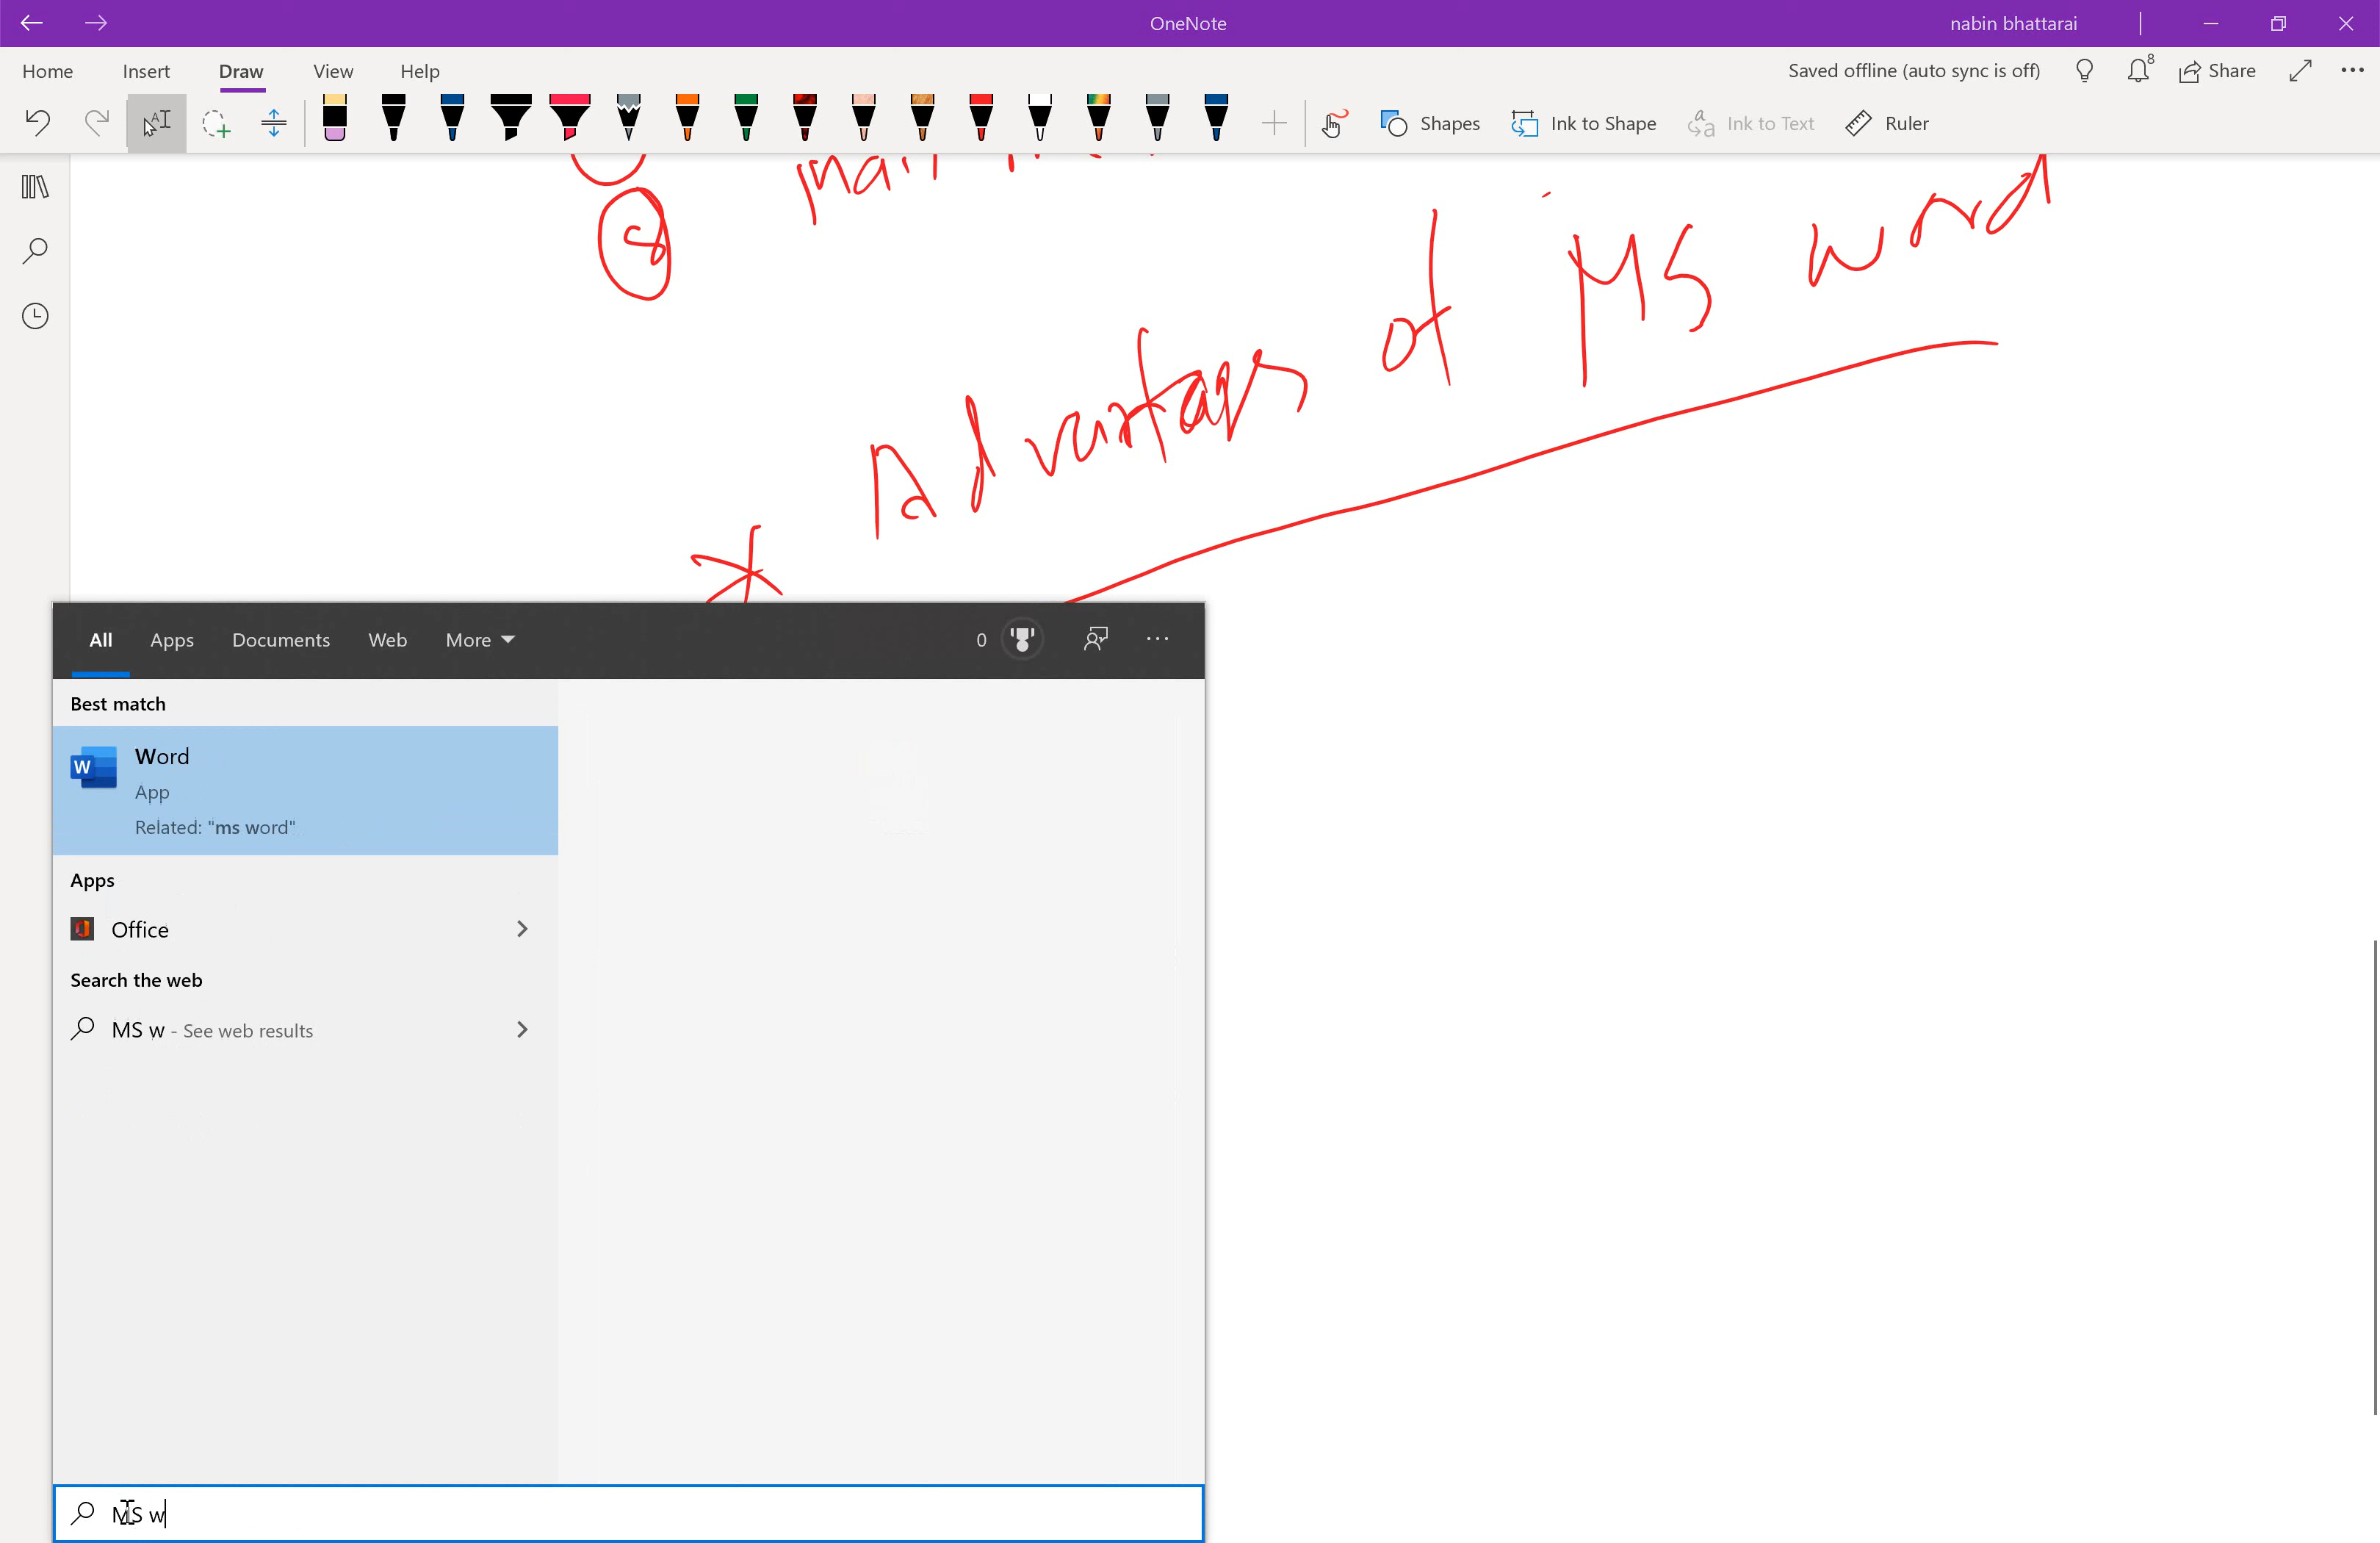 OneNote
nabin bhattarai
Home Insert Draw View Help
Saved offline (auto sync is off) 8 Share
Shapes Ink to Shape Ink to Text Ruler
8
Advantages of MS word
All Apps Documents Web More 0
Best match
Word
App
Related: "ms word"
Apps
Office
Search the web
MS w - See web results
MS w